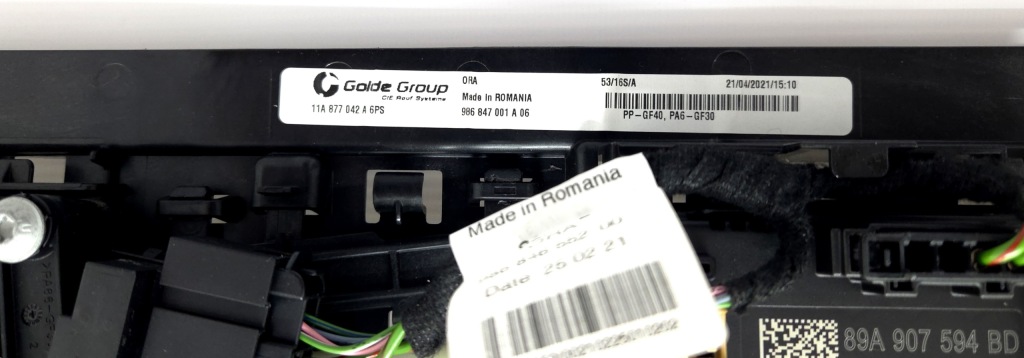 Golde Group
CIE Roof Systems
11A 877 042 A 6PS
ORA
Made in ROMANIA
986 847 001 A 06
53/16S/A
21/04/2021/15:10
PP-GF40, PA6-GF30
Made in Romania
Date 25 02 21
89A 907 594 BD